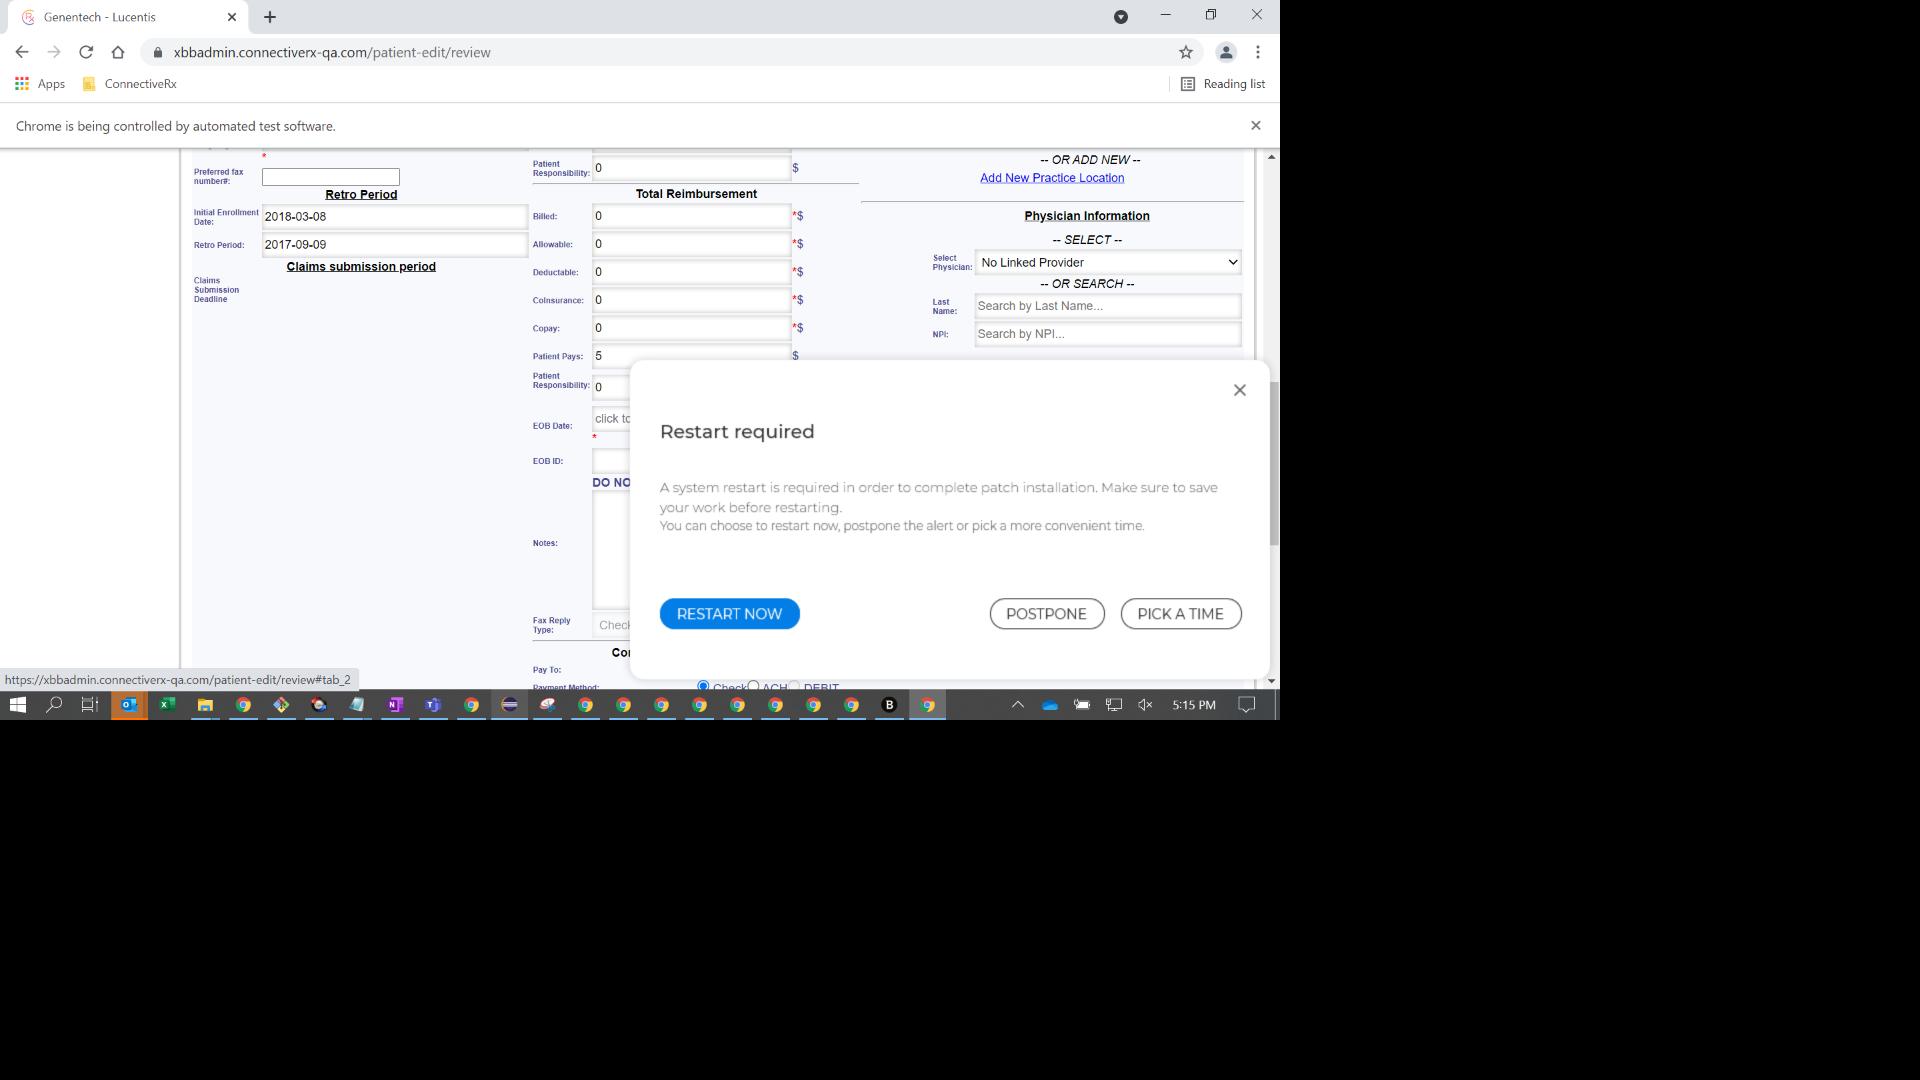 Genentech - Lucentis
xbbadmin.connectiverx-qa.com/patient-edit/review
Apps
ConnectiveRx
Reading list
Chrome is being controlled by automated test software.
*
Preferred fax
number#:
Retro Period
Initial Enrollment
Date:
2018-03-08
Retro Period:
2017-09-09
Claims submission period
Claims
Submission
Deadline
Patient
Responsibility:
0
$
Total Reimbursement
Billed:
0
*$
Allowable:
0
*$
Deductable:
0
*$
CoInsurance:
0
*$
Copay:
0
*$
Patient Pays:
5
$
Patient
Responsibility:
0
EOB Date:
click to
*
EOB ID:
DO NO
Notes:
Fax Reply
Type:
Check
Pay To:
Payment Method:
Check
ACH
DEBIT
-- OR ADD NEW --
Add New Practice Location
Physician Information
-- SELECT --
Select
Physician:
No Linked Provider
-- OR SEARCH --
Last
Name:
Search by Last Name...
NPI:
Search by NPI...
Restart required
A system restart is required in order to complete patch installation. Make sure to save
your work before restarting.
You can choose to restart now, postpone the alert or pick a more convenient time.
RESTART NOW
POSTPONE
PICK A TIME
https://xbbadmin.connectiverx-qa.com/patient-edit/review#tab_2
B
5:15 PM